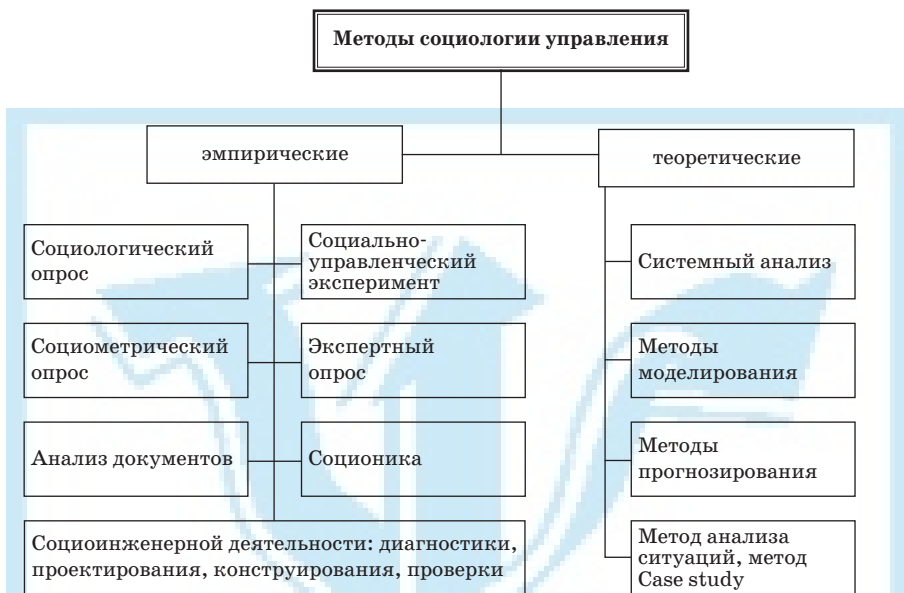 Методы социологии управления
эмпирические
теоретические
Социологический
опрос
Социально-
управленческий
эксперимент
Системный анализ
Социометрический
опрос
Экспертный
опрос
Методы
моделирования
Анализ документов
Соционика
Методы
прогнозирования
Социоинженерной деятельности: диагностики,
проектирования, конструирования, проверки
Метод анализа
ситуаций, метод
Case study